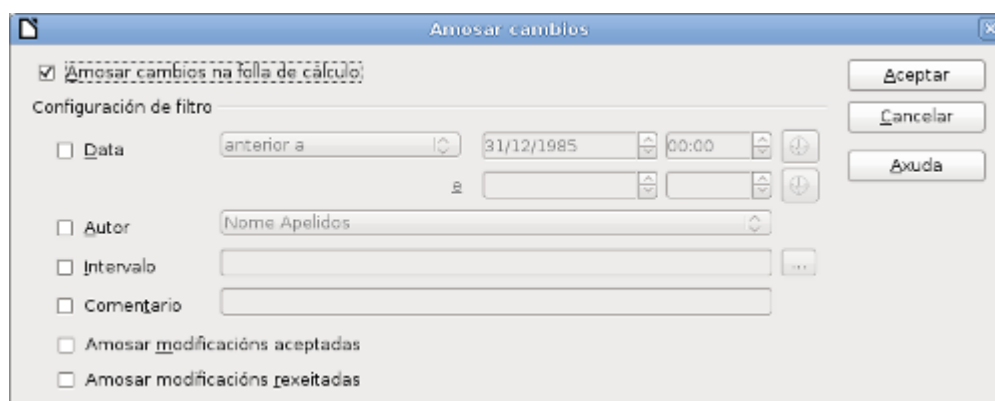 Amosar cambios
Amosar cambios na folla de cálculo:
Aceptar
Configuración de filtro
Cancelar
Data
anterior a
31/12/1985
00:00
e
Axuda
Autor
Nome Apelidos
Intervalo
...
Comentario
Amosar modificacións aceptadas
Amosar modificacións rexeitadas